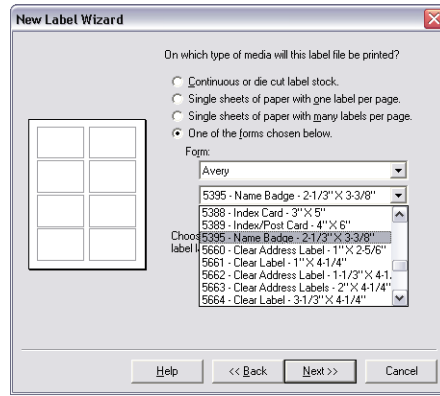 New Label Wizard
On which type of media will this label file be printed?
Continuous or die cut label stock.
Single sheets of paper with one label per page.
Single sheets of paper with many labels per page.
One of the forms chosen below.
Form:
Avery
5395 - Name Badge - 2-1/3" X 3-3/8"
5388 - Index Card - 3" X 5"
5389 - Index/Post Card - 4" X 6"
Choos 5395 - Name Badge - 2-1/3" X 3-3/8"
label l 5660 - Clear Address Label - 1" X 2-5/6"
5661 - Clear Label - 1" X 4-1/4"
5662 - Clear Address Label - 1-1/3" X 4-1.
5663 - Clear Address Labels - 2" X 4-1/4"
5664 - Clear Label - 3-1/3" X 4-1/4"
Help << Back Next >> Cancel